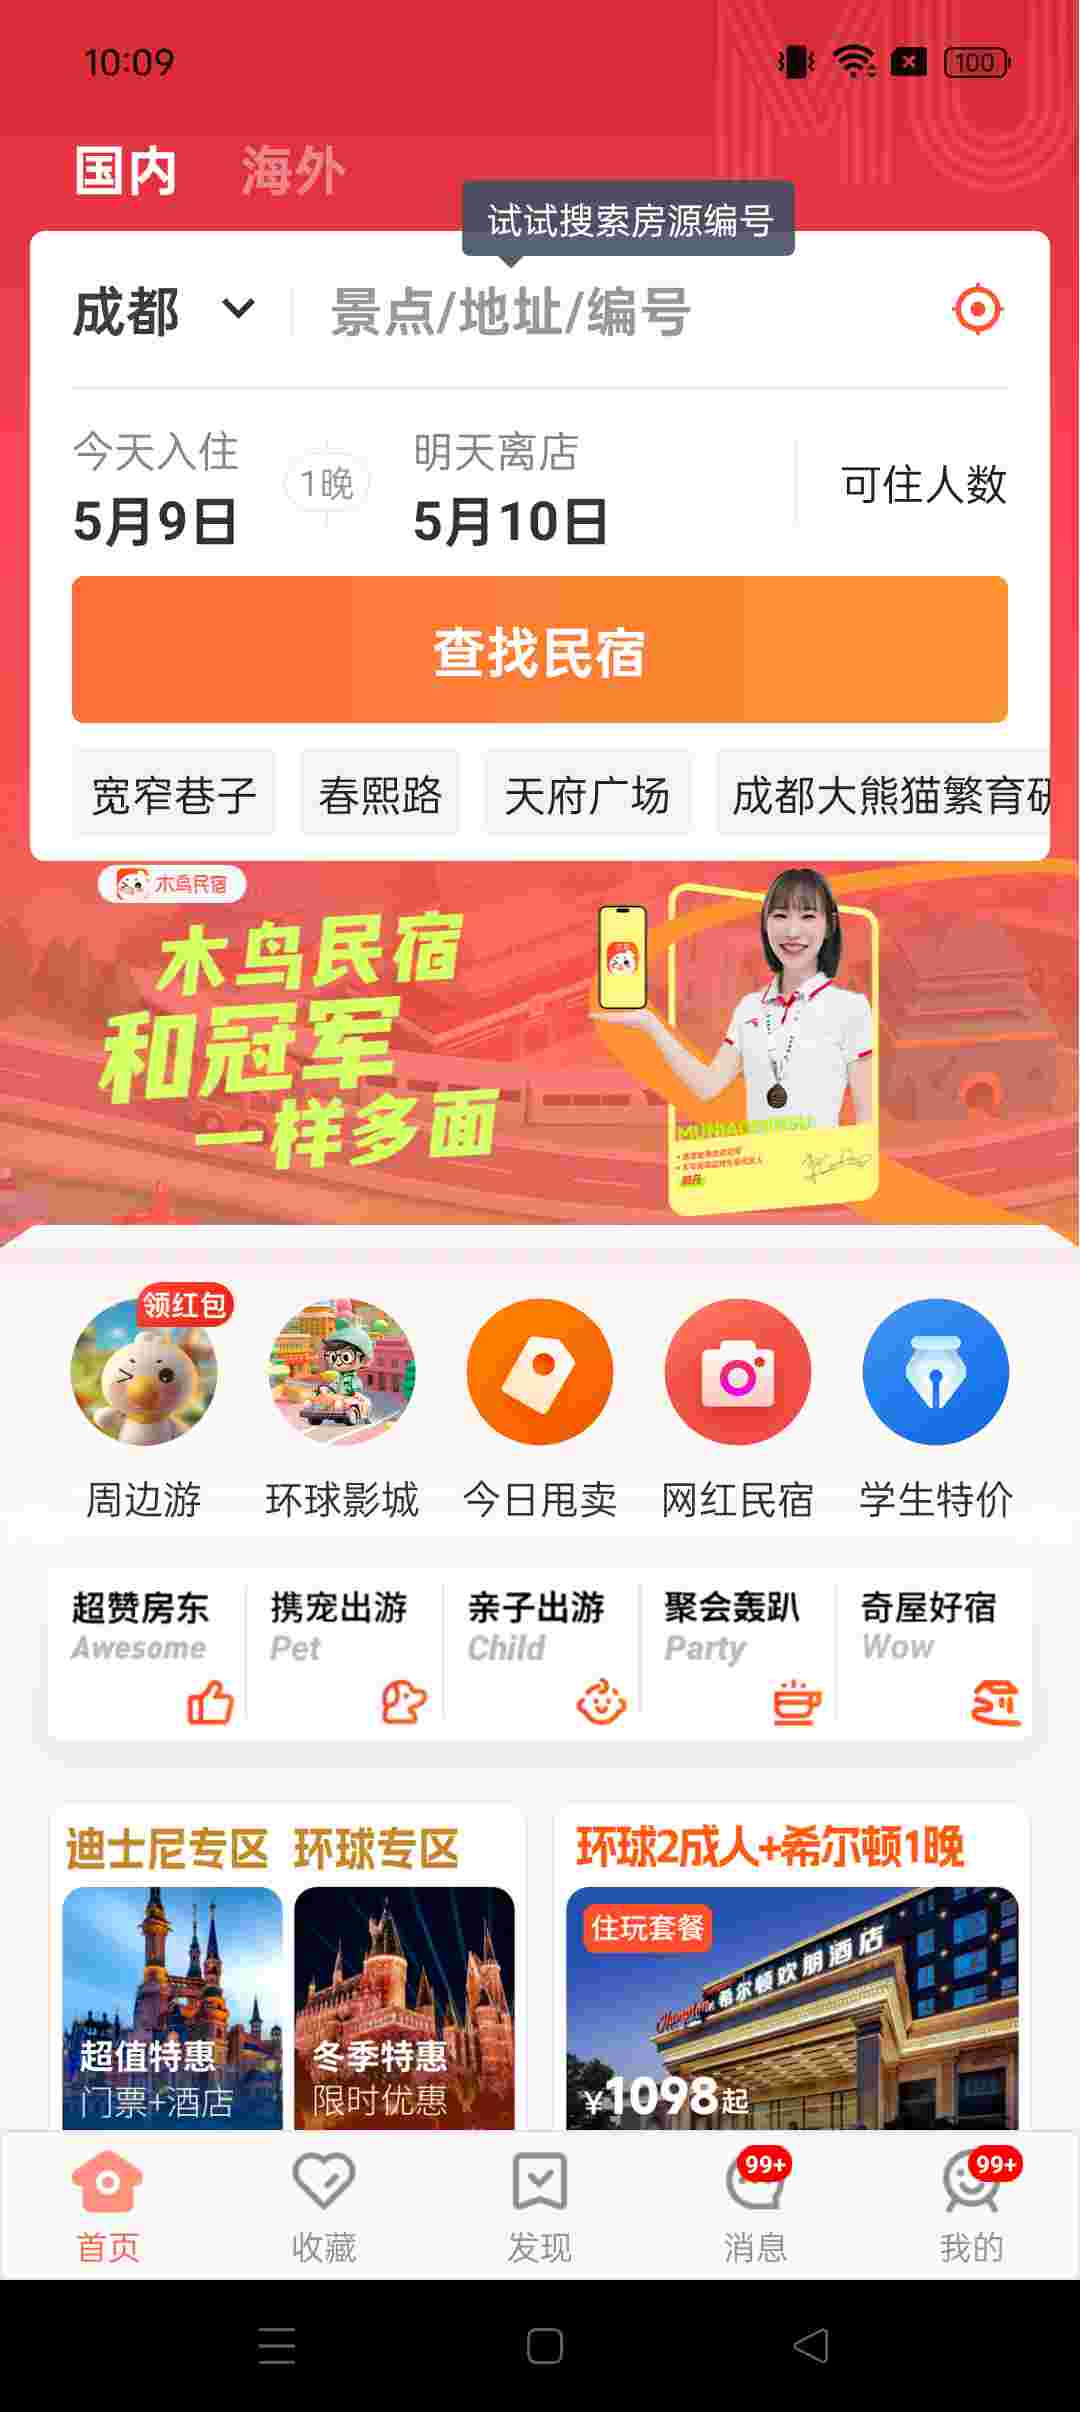 10:09
100
国内 海外
试试搜索房源编号
成都 景点/地址/编号
今天入住 1晚 明天离店 可住人数
5月9日 5月10日
查找民宿
宽窄巷子 春熙路 天府广场 成都大熊猫繁育研
木鸟民宿
木鸟民宿
和冠军
一样多面
领红包
周边游 环球影城 今日甩卖 网红民宿 学生特价
超赞房东 携宠出游 亲子出游 聚会轰趴 奇屋好宿
Awesome Pet Child Party Wow
迪士尼专区 环球专区
超值特惠 冬季特惠
门票+酒店 限时优惠
环球2成人+希尔顿1晚
住玩套餐
希尔顿欢朋酒店
¥1098起
99+ 99+
首页 收藏 发现 消息 我的